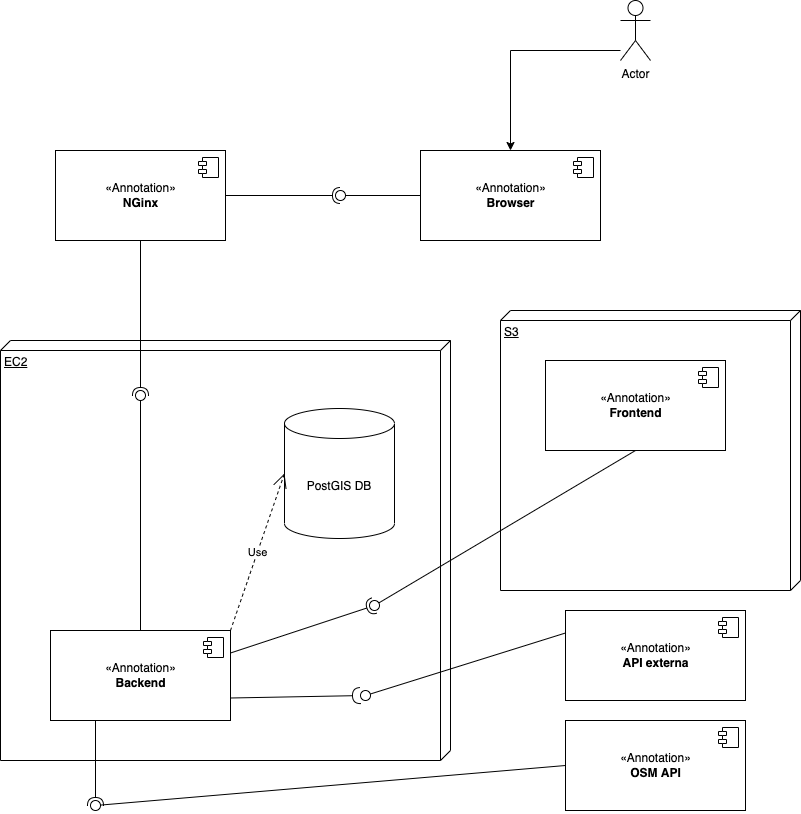 Actor
«Annotation»
NGinx
«Annotation»
Browser
S3
EC2
«Annotation»
Frontend
PostGIS DB
Use
«Annotation»
Backend
«Annotation»
API externa
«Annotation»
OSM API